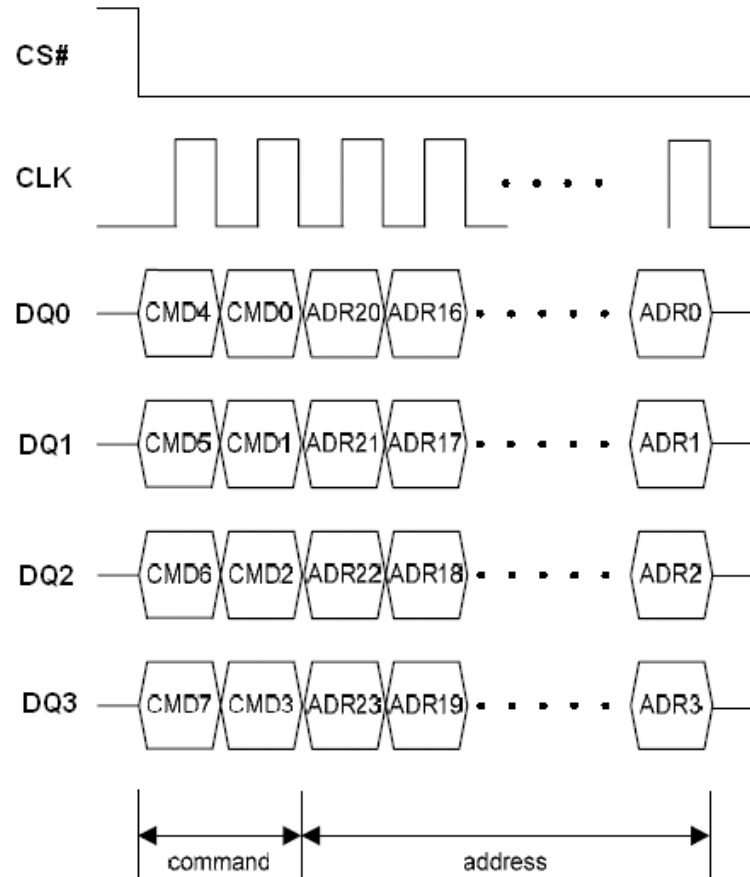 CS#
CLK
DQ0 CMD4 CMD0 ADR20 ADR16 ADR0
DQ1 CMD5 CMD1 ADR21 ADR17 ADR1
DQ2 CMD6 CMD2 ADR22 ADR18 ADR2
DQ3 CMD7 CMD3 ADR23 ADR19 ADR3
command address